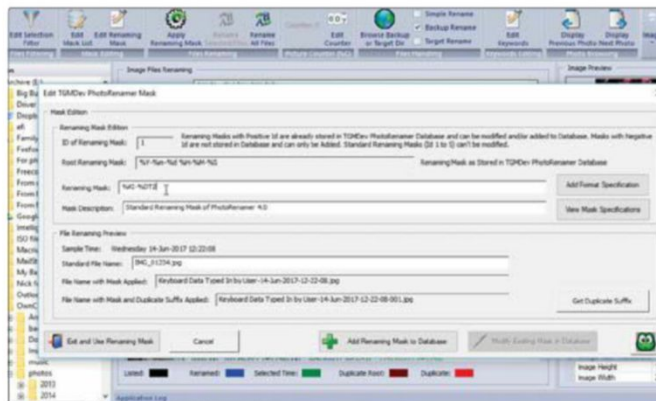 Edit Selection Filter
Edit Mask List
Edit Renaming Mask
Apply Renaming Mask
Rename
Rename All Files
Edit Counter
Browse Backup or Target Dir
Simple Rename
Backup Rename
Target Rename
Edit Keywords
Display Previous Photo
Display Next Photo
Image Files Renaming
Image Preview
Edit TGMDev PhotoRenamer Mask
Mask Edition
Renaming Mask Edition
ID of Renaming Mask:
1
Renaming Masks with Positive Id are already stored in TGMDev PhotoRenamer Database and can be modified and/or added to Database. Masks with Negative
Id are not stored in Database and can only be Added. Standard Renaming Masks (Id 1 to 5) can't be modified.
Root Renaming Mask:
%Y-%m-%d %H-%M-%S
Renaming Mask as Stored in TGMDev PhotoRenamer Database
Renaming Mask:
Add Format Specification
Mask Description:
Standard Renaming Mask of PhotoRenamer 4.0
View Mask Specifications
File Renaming Preview
Sample Time:
Wednesday 14-Jun-2017 12:22:08
Standard File Name:
IMG_01234.jpg
File Name with Mask Applied:
Keyboard Data Typed In by User-14-Jun-2017-12-22-08.jpg
File Name with Mask and Duplicate Suffix Applied:
Keyboard Data Typed In by User-14-Jun-2017-12-22-08-001.jpg
Get Duplicate Suffix
Exit and Use Renaming Mask
Cancel
Add Renaming Mask to Database
Modify Existing Mask in Database
music
photos
2013
2014
Listed:
Renamed:
Selected Time:
Duplicate Root:
Duplicate:
Image Height
Image Width
Application Log